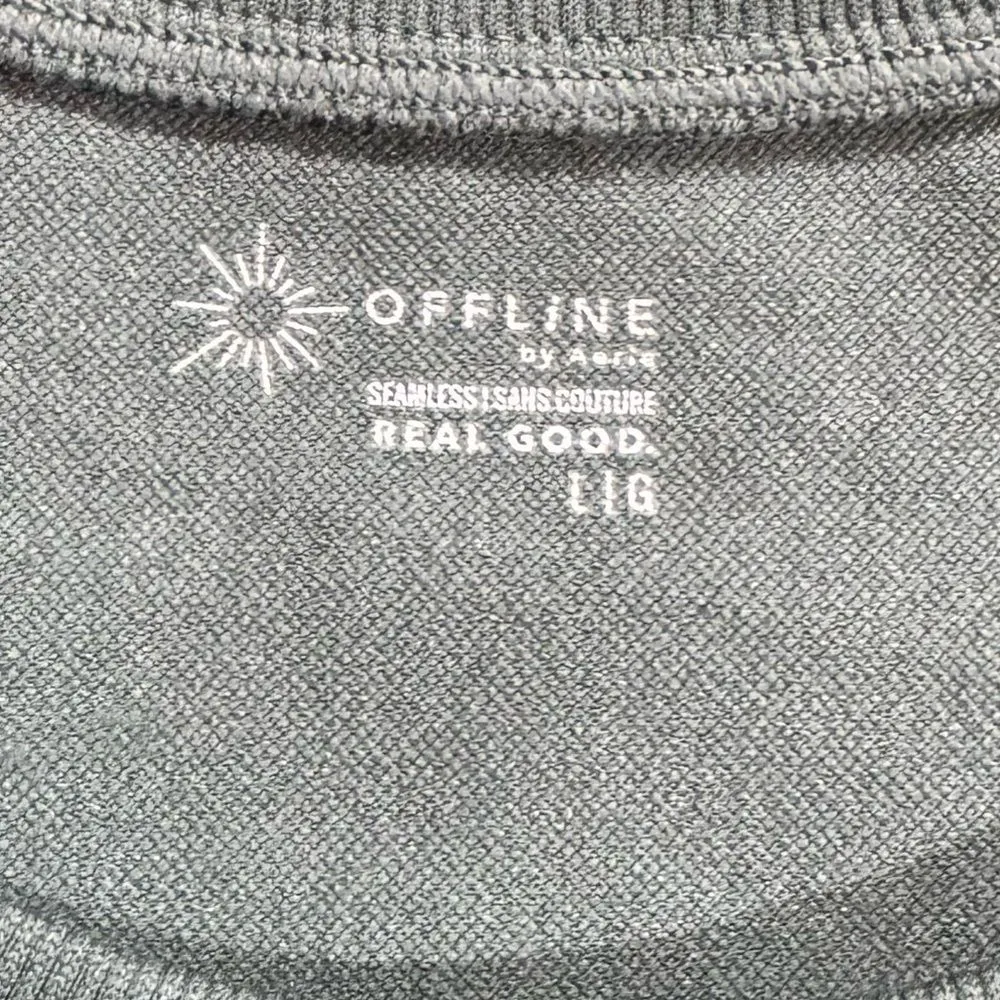 OFFLINE
by Aerie
SEAMLESS | SANS COUTURE
REAL GOOD.
L|G